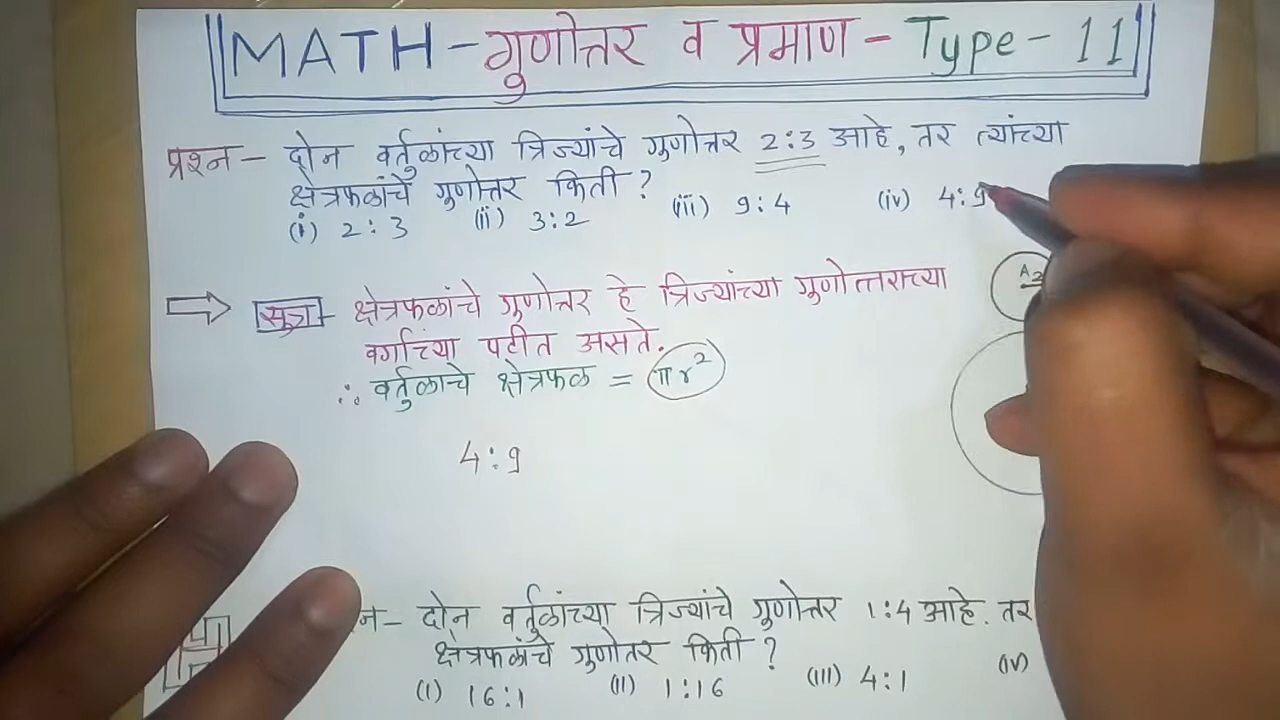 MATH - गुणोत्तर व प्रमाण - Type - 11
प्रश्न - दोन वर्तुळांच्या त्रिज्यांचे गुणोत्तर 2:3 आहे, तर त्यांच्या
क्षेत्रफळांचे गुणोत्तर किती ?
(i) 2:3 (ii) 3:2 (iii) 9:4 (iv) 4:9
सूत्र - क्षेत्रफळांचे गुणोत्तर हे त्रिज्यांच्या गुणोत्तराच्या
वर्गाच्या पटीत असते.
∴ वर्तुळाचे क्षेत्रफळ = πr²
4:9
दोन वर्तुळांच्या त्रिज्यांचे गुणोत्तर 1:4 आहे. तर
क्षेत्रफळांचे गुणोतर किती ?
(i) 16:1 (ii) 1:16 (iii) 4:1 (iv)